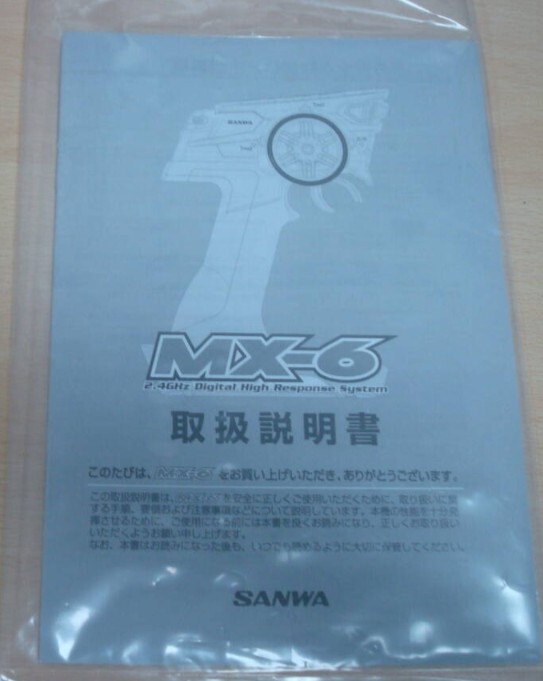 SANWA
MX-6
2.4GHz Digital High Response System
取扱説明書
このたびは、MX-6をお買い上げいただき、ありがとうございます。
この取扱説明書は、MX-6を安全に正しくご使用いただくために、取り扱いに関
する手順、要領および注意事項などについて説明しています。本機の性能を十分発
揮させるために、ご使用になる前には本書を良くお読みになり、正しくお取り扱い
いただくようお願い申し上げます。
なお、本書はお読みになった後も、いつでも読めるように大切に保管してください。
SANWA